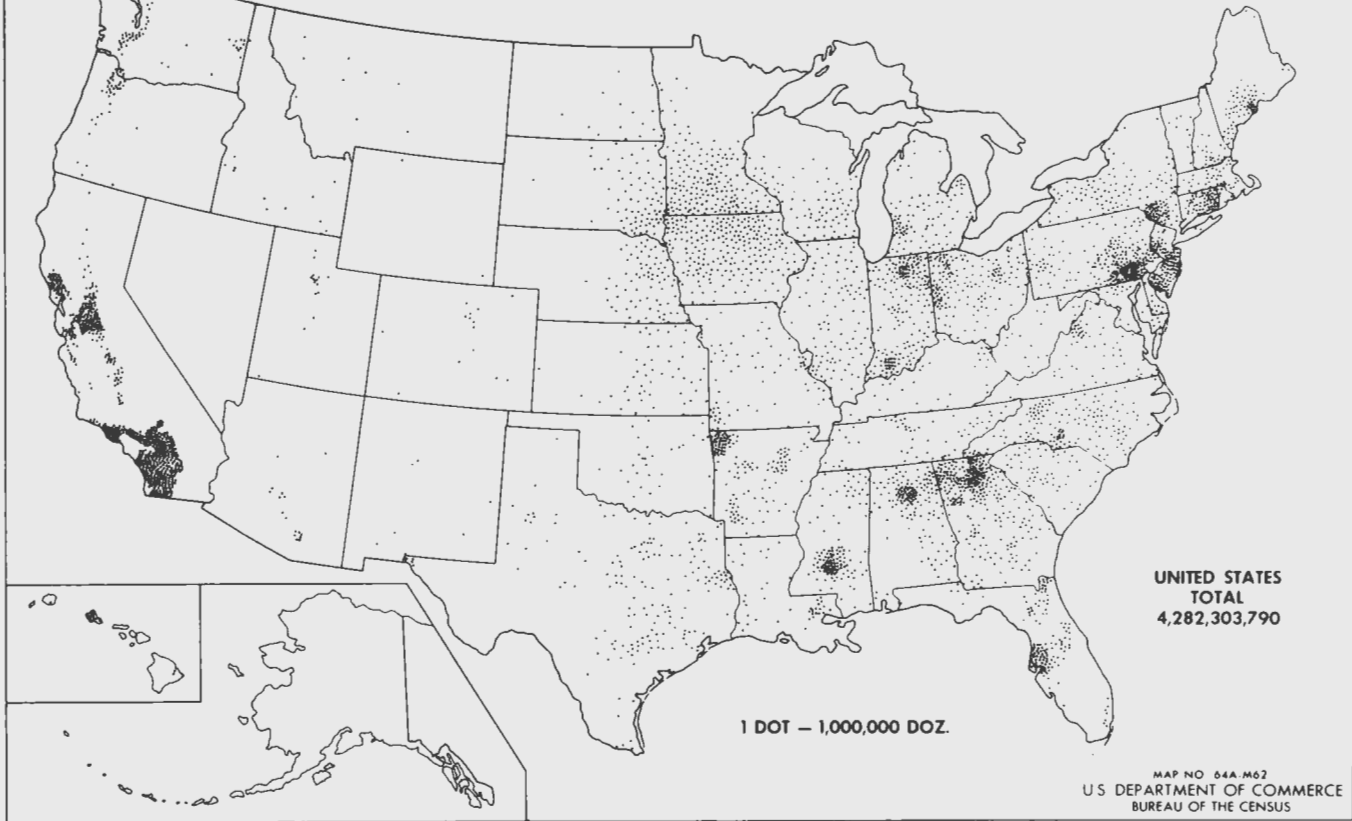 UNITED STATES
TOTAL
4,282,303,790
1 DOT — 1,000,000 DOZ.
MAP NO 64A-M62
U S DEPARTMENT OF COMMERCE
BUREAU OF THE CENSUS